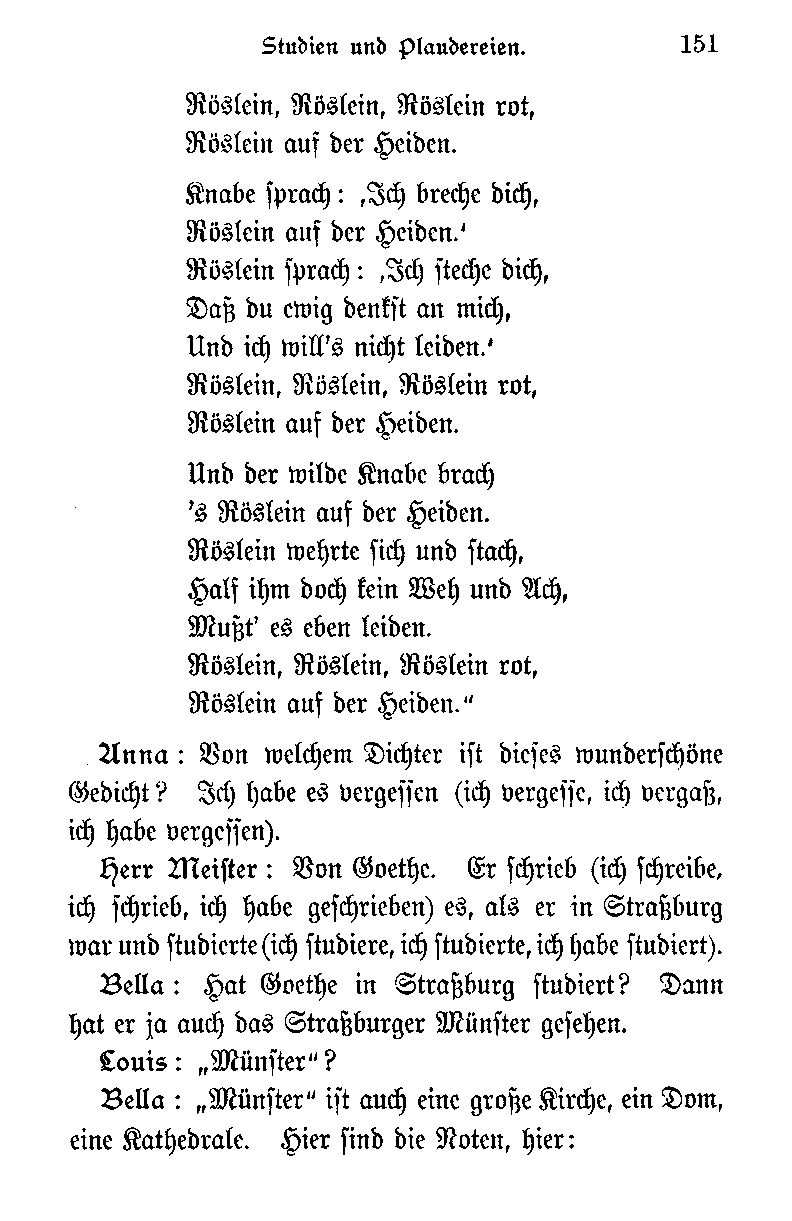 Studien und Plaudereien. 151
Röslein, Röslein, Röslein rot,
Röslein auf der Heiden.
Knabe sprach: ‚Ich breche dich,
Röslein auf der Heiden.‘
Röslein sprach: ‚Ich steche dich,
Daß du ewig denkst an mich,
Und ich will's nicht leiden.‘
Röslein, Röslein, Röslein rot,
Röslein auf der Heiden.
Und der wilde Knabe brach
's Röslein auf der Heiden.
Röslein wehrte sich und stach,
Half ihm doch kein Weh und Ach,
Mußt' es eben leiden.
Röslein, Röslein, Röslein rot,
Röslein auf der Heiden.“
Anna: Von welchem Dichter ist dieses wunderschöne
Gedicht? Ich habe es vergessen (ich vergesse, ich vergaß,
ich habe vergessen).
Herr Meister: Von Goethe. Er schrieb (ich schreibe,
ich schrieb, ich habe geschrieben) es, als er in Straßburg
war und studierte (ich studiere, ich studierte, ich habe studiert).
Bella: Hat Goethe in Straßburg studiert? Dann
hat er ja auch das Straßburger Münster gesehen.
Louis: „Münster“?
Bella: „Münster“ ist auch eine große Kirche, ein Dom,
eine Kathedrale. Hier sind die Noten, hier: